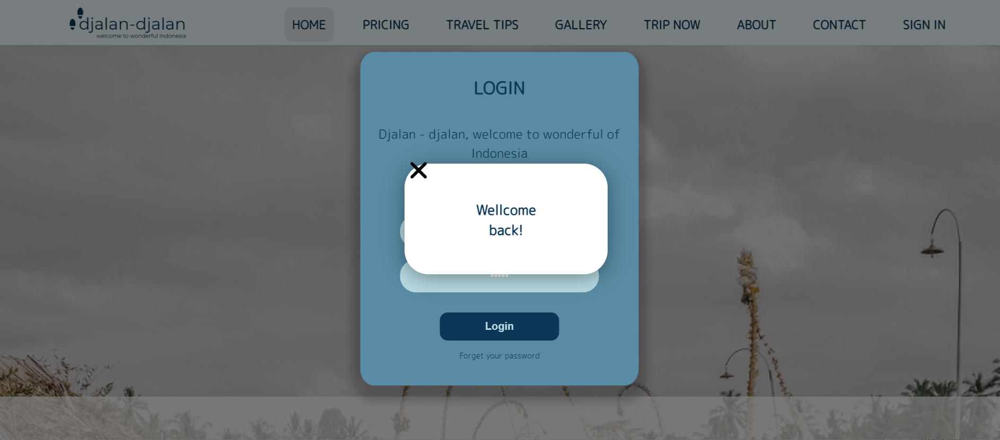 djalan-djalan
welcome to wonderful Indonesia
HOME
PRICING
TRAVEL TIPS
GALLERY
TRIP NOW
ABOUT
CONTACT
SIGN IN
LOGIN
Djalan - djalan, welcome to wonderful of
Indonesia
Wellcome
back!
Login
Forget your password